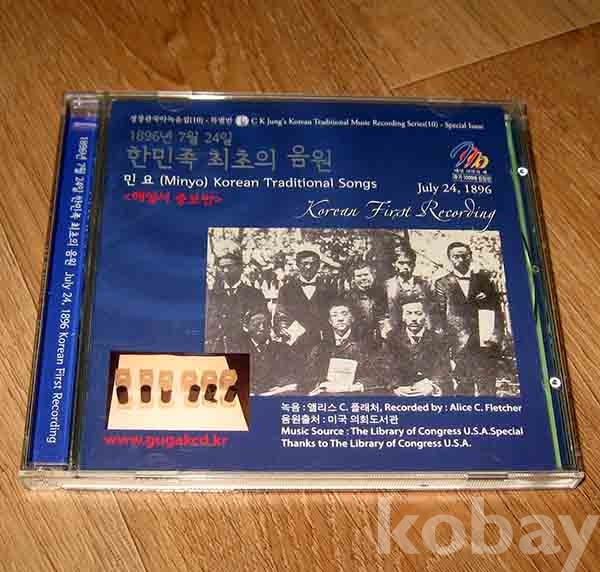 정창관국악녹음집(10) - 특별반 C K Jung's Korean Traditional Music Recording Series(10) - Special Issue
1896년 7월 24일
한민족 최초의 음원
민 요 (Minyo) Korean Traditional Songs
July 24, 1896
Korean First Recording
녹음 : 앨리스 C. 플래처, Recorded by : Alice C. Fletcher
음원출처 : 미국 의회도서관
Music Source : The Library of Congress U.S.A.Special
Thanks to The Library of Congress U.S.A.
www.gugakcd.kr
1896년 7월 24일 한민족 최초의 음원 July 24, 1896 Korean First Recording
kobay